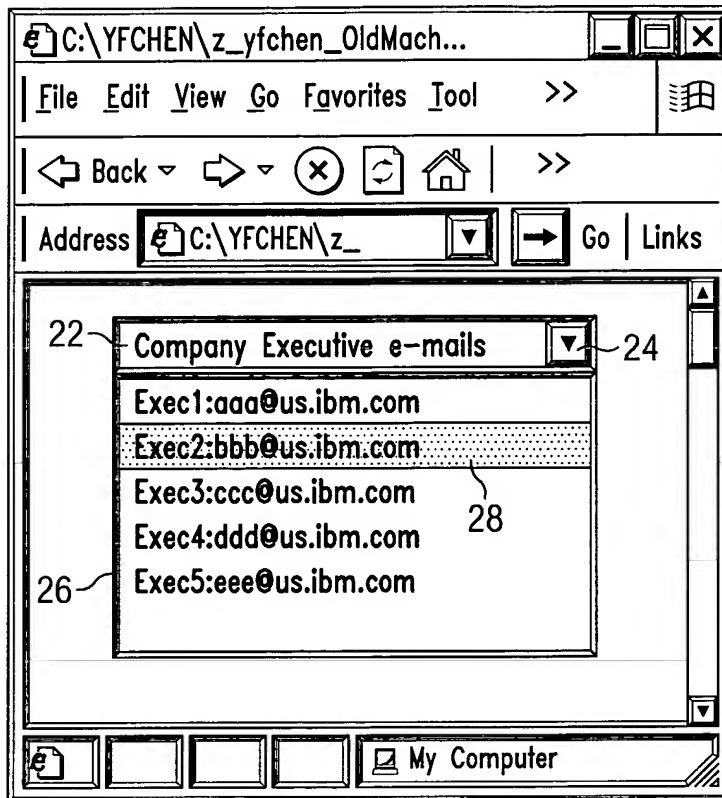 C:\YFCHEN\z_yfchen_OldMach...
File Edit View Go Favorites Tool >>
Back >>
Address C:\YFCHEN\z_ Go Links
22 Company Executive e-mails 24
Exec1:aaa@us.ibm.com
Exec2:bbb@us.ibm.com
Exec3:ccc@us.ibm.com 28
Exec4:ddd@us.ibm.com
26 Exec5:eee@us.ibm.com
My Computer